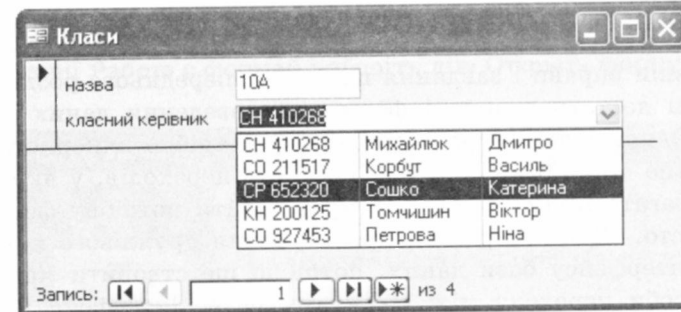 Класи
назва 10А
класний керівник СН 410268
СН 410268 Михайлюк Дмитро
СО 211517 Корбут Василь
СР 652320 Сошко Катерина
КН 200125 Томчишин Віктор
СО 927453 Петрова Ніна
Запись: 1 из 4